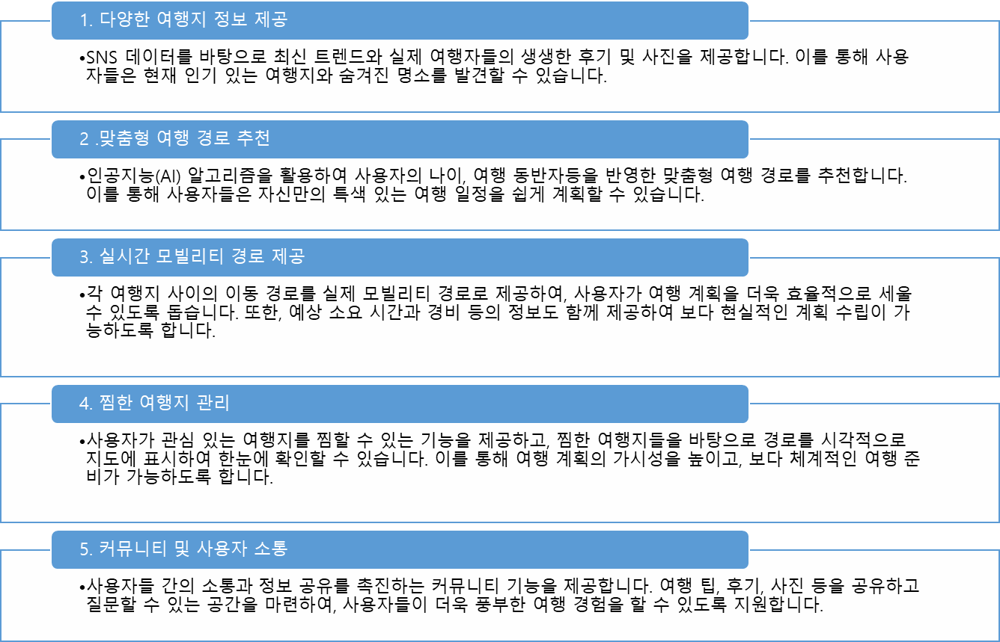 1. 다양한 여행지 정보 제공
•SNS 데이터를 바탕으로 최신 트렌드와 실제 여행자들의 생생한 후기 및 사진을 제공합니다. 이를 통해 사용
자들은 현재 인기 있는 여행지와 숨겨진 명소를 발견할 수 있습니다.
2 .맞춤형 여행 경로 추천
•인공지능(AI) 알고리즘을 활용하여 사용자의 나이, 여행 동반자등을 반영한 맞춤형 여행 경로를 추천합니다.
이를 통해 사용자들은 자신만의 특색 있는 여행 일정을 쉽게 계획할 수 있습니다.
3. 실시간 모빌리티 경로 제공
•각 여행지 사이의 이동 경로를 실제 모빌리티 경로로 제공하여, 사용자가 여행 계획을 더욱 효율적으로 세울
수 있도록 돕습니다. 또한, 예상 소요 시간과 경비 등의 정보도 함께 제공하여 보다 현실적인 계획 수립이 가
능하도록 합니다.
4. 찜한 여행지 관리
•사용자가 관심 있는 여행지를 찜할 수 있는 기능을 제공하고, 찜한 여행지들을 바탕으로 경로를 시각적으로
지도에 표시하여 한눈에 확인할 수 있습니다. 이를 통해 여행 계획의 가시성을 높이고, 보다 체계적인 여행 준
비가 가능하도록 합니다.
5. 커뮤니티 및 사용자 소통
•사용자들 간의 소통과 정보 공유를 촉진하는 커뮤니티 기능을 제공합니다. 여행 팁, 후기, 사진 등을 공유하고
질문할 수 있는 공간을 마련하여, 사용자들이 더욱 풍부한 여행 경험을 할 수 있도록 지원합니다.